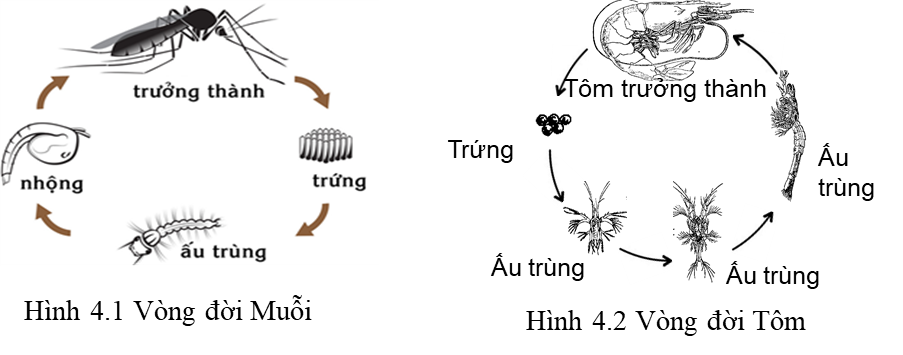 trưởng thành
trứng
ấu trùng
nhộng
Hình 4.1 Vòng đời Muỗi
Tôm trưởng thành
Trứng
Ấu trùng
Ấu trùng
Ấu
trùng
Hình 4.2 Vòng đời Tôm